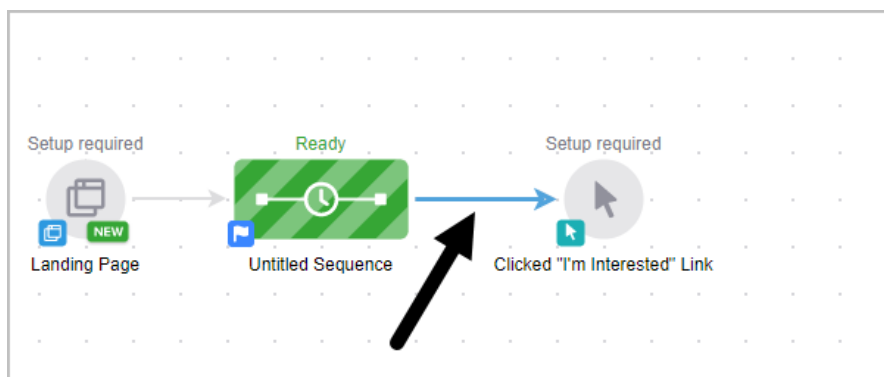 Setup required
Ready
Setup required
NEW
Landing Page
Untitled Sequence
Clicked "I'm Interested" Link